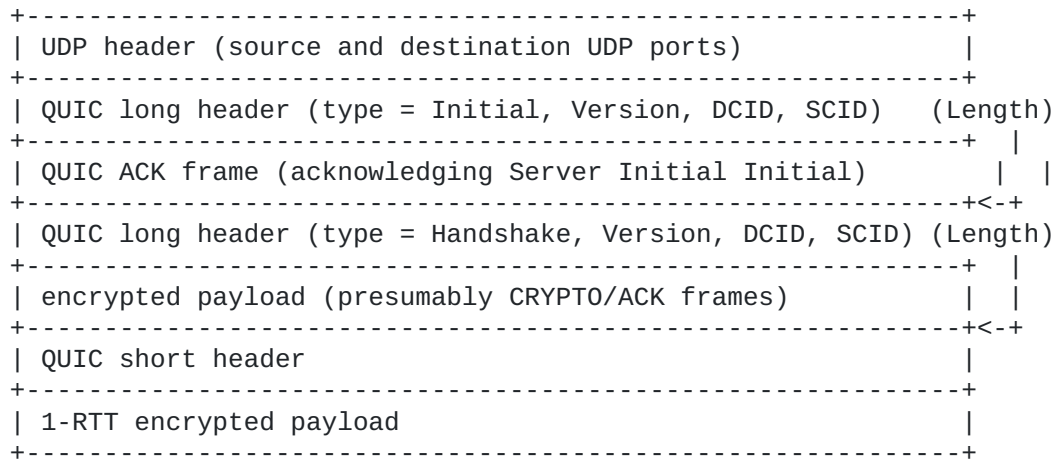 +------------------------------------------------------------+
| UDP header (source and destination UDP ports)              |
+------------------------------------------------------------+
| QUIC long header (type = Initial, Version, DCID, SCID)   (Length)
+------------------------------------------------------------+  |
| QUIC ACK frame (acknowledging Server Initial Initial)        |  |
+------------------------------------------------------------+<-+
| QUIC long header (type = Handshake, Version, DCID, SCID) (Length)
+------------------------------------------------------------+  |
| encrypted payload (presumably CRYPTO/ACK frames)           |  |
+------------------------------------------------------------+<-+
| QUIC short header                                          |
+------------------------------------------------------------+
| 1-RTT encrypted payload                                    |
+------------------------------------------------------------+